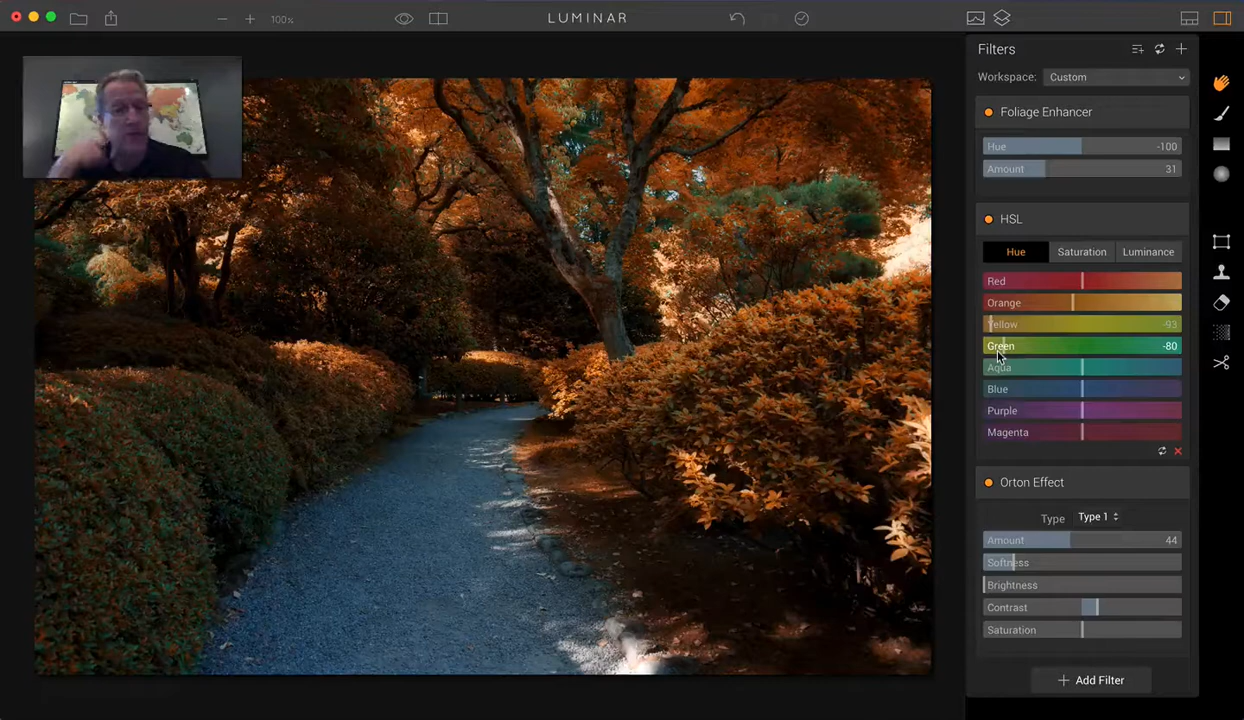 100%
LUMINAR
Filters
Workspace: Custom
Foliage Enhancer
Hue -100
Amount 31
HSL
Hue Saturation Luminance
Red
Orange
Yellow -93
Green -80
Aqua
Blue
Purple
Magenta
Orton Effect
Type Type 1
Amount 44
Softness
Brightness
Contrast
Saturation
Add Filter